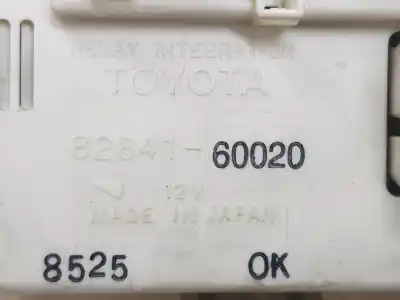 RELAY INTEGRATION
TOYOTA
82641-60020
12V
MADE IN JAPAN
8525 OK